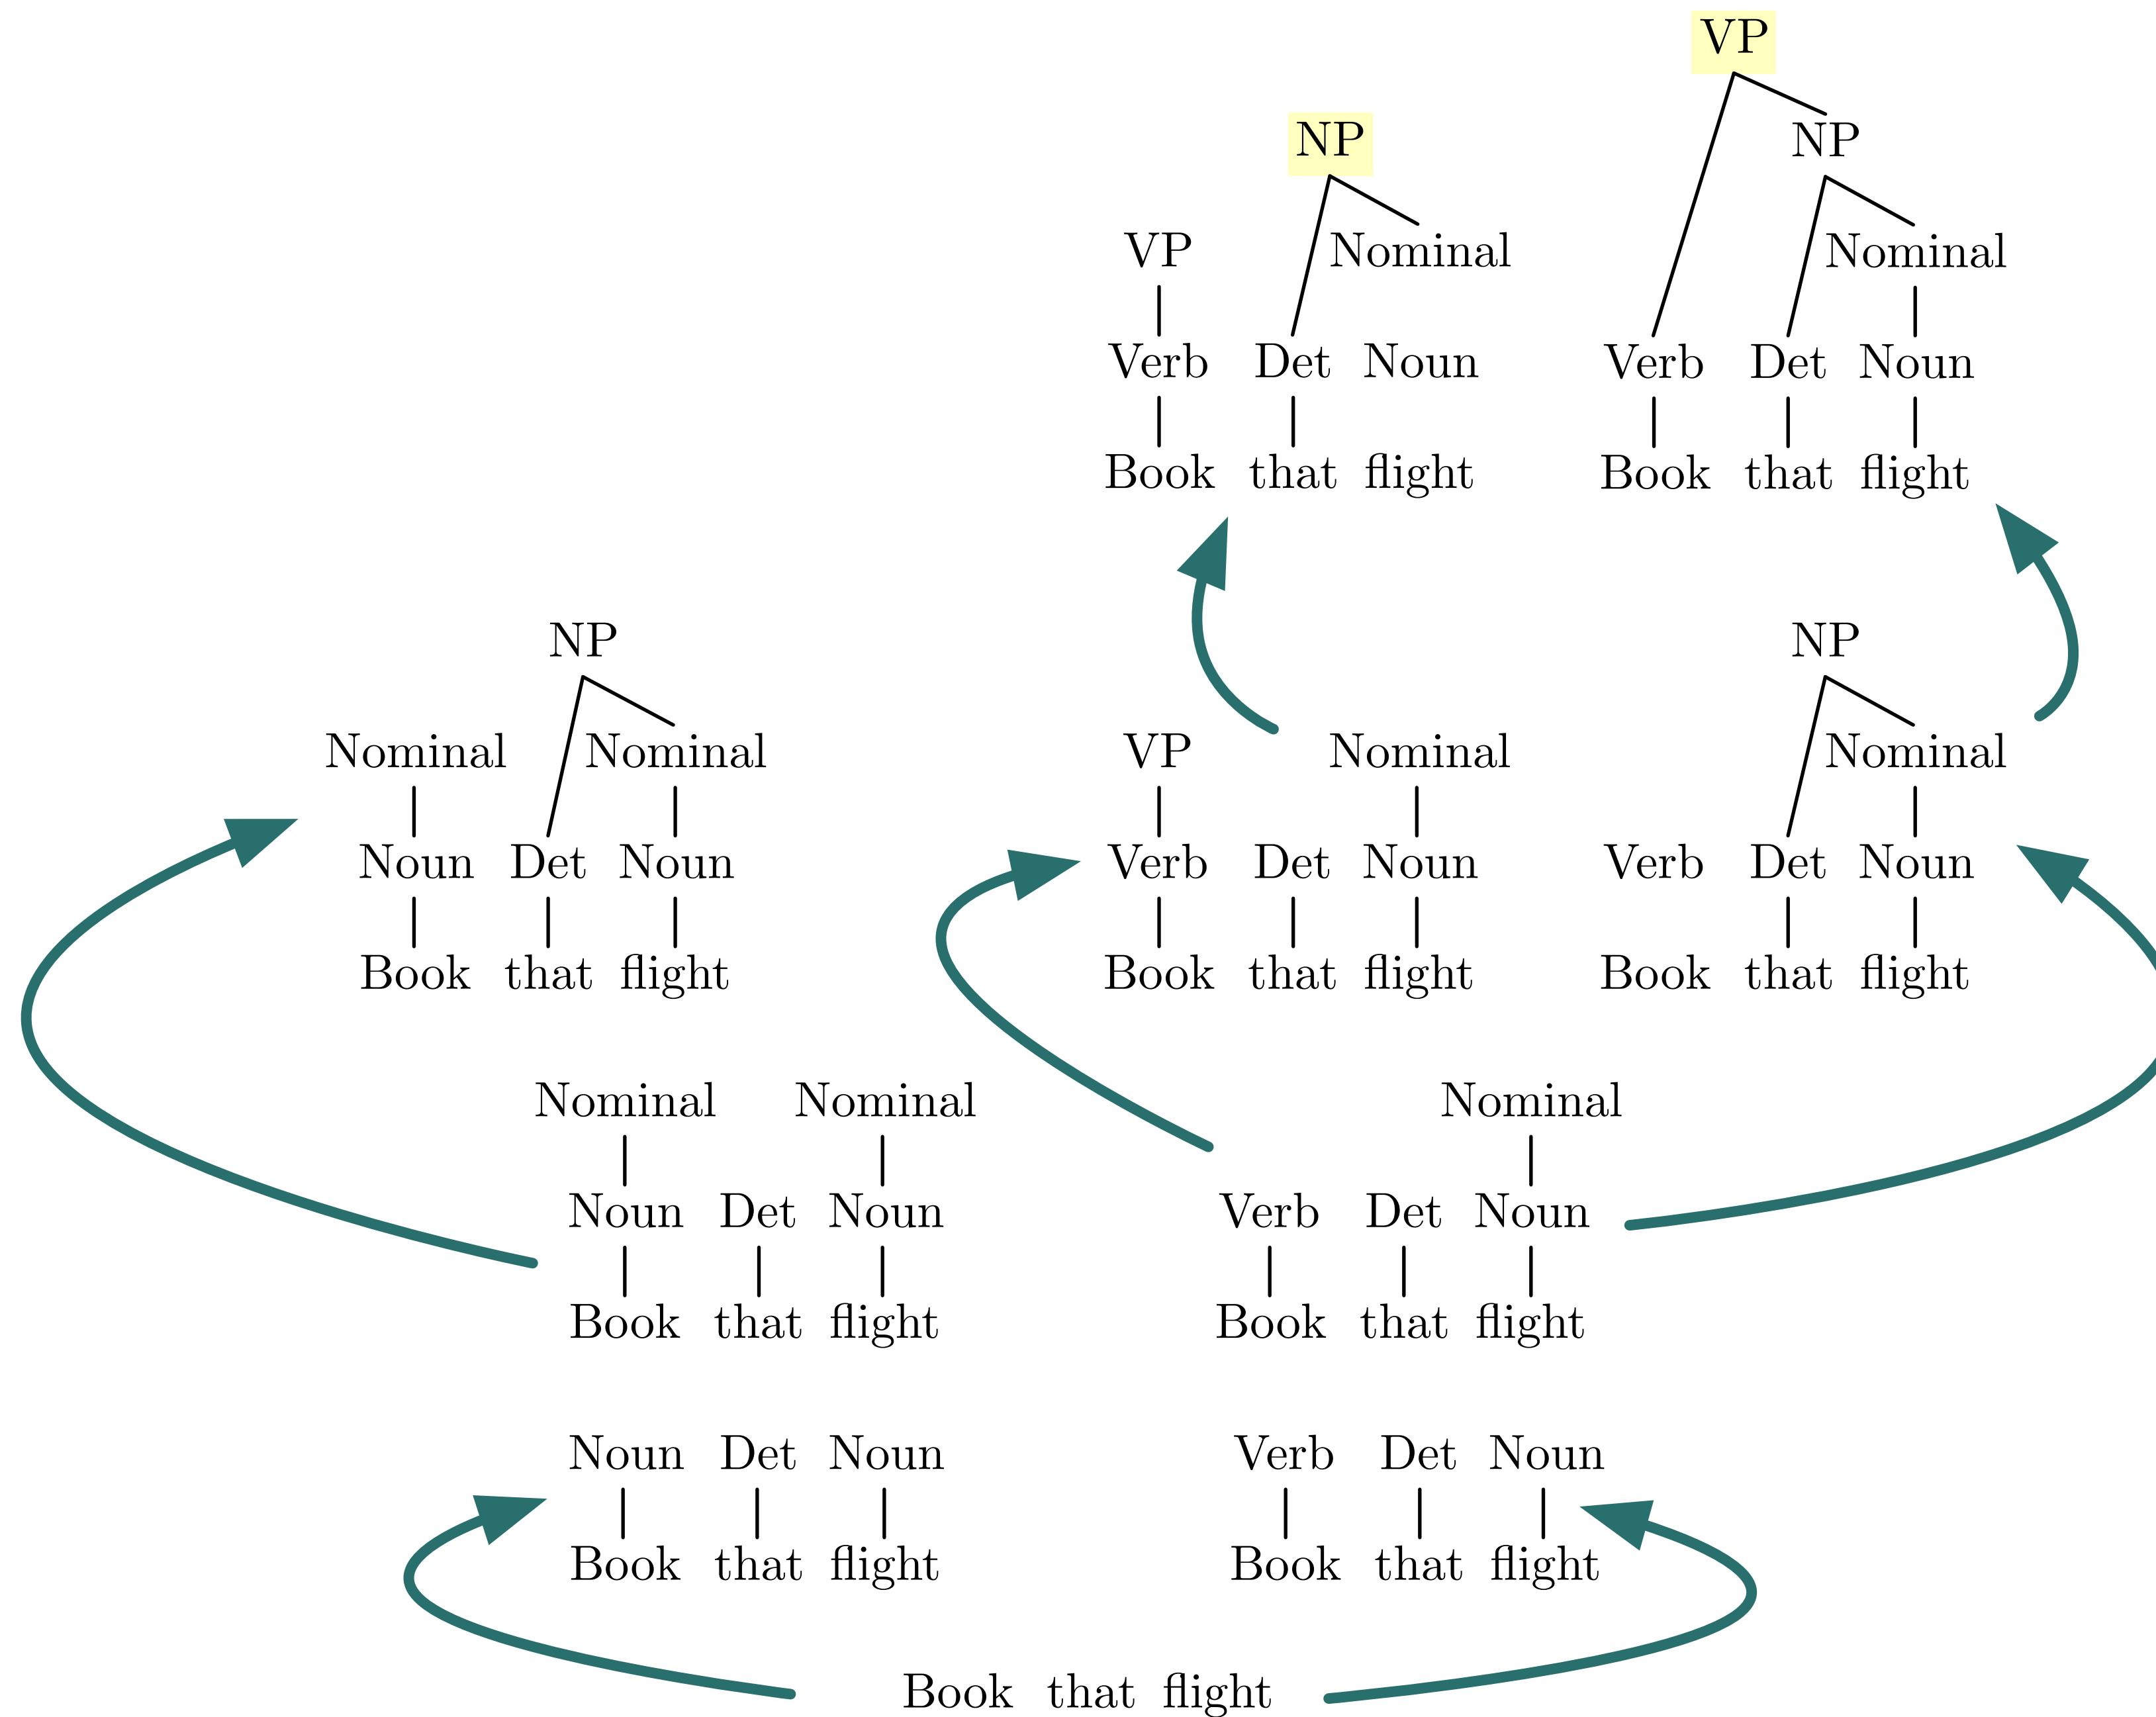 VP
NP
NP
VP Nominal
Nominal
Verb Det Noun
Verb Det Noun
Book that flight
Book that flight
NP
NP
Nominal Nominal
VP Nominal
Nominal
Noun Det Noun
Verb Det Noun
Verb Det Noun
Book that flight
Book that flight
Book that flight
Nominal Nominal
Nominal
Noun Det Noun
Verb Det Noun
Book that flight
Book that flight
Noun Det Noun
Verb Det Noun
Book that flight
Book that flight
Book that flight